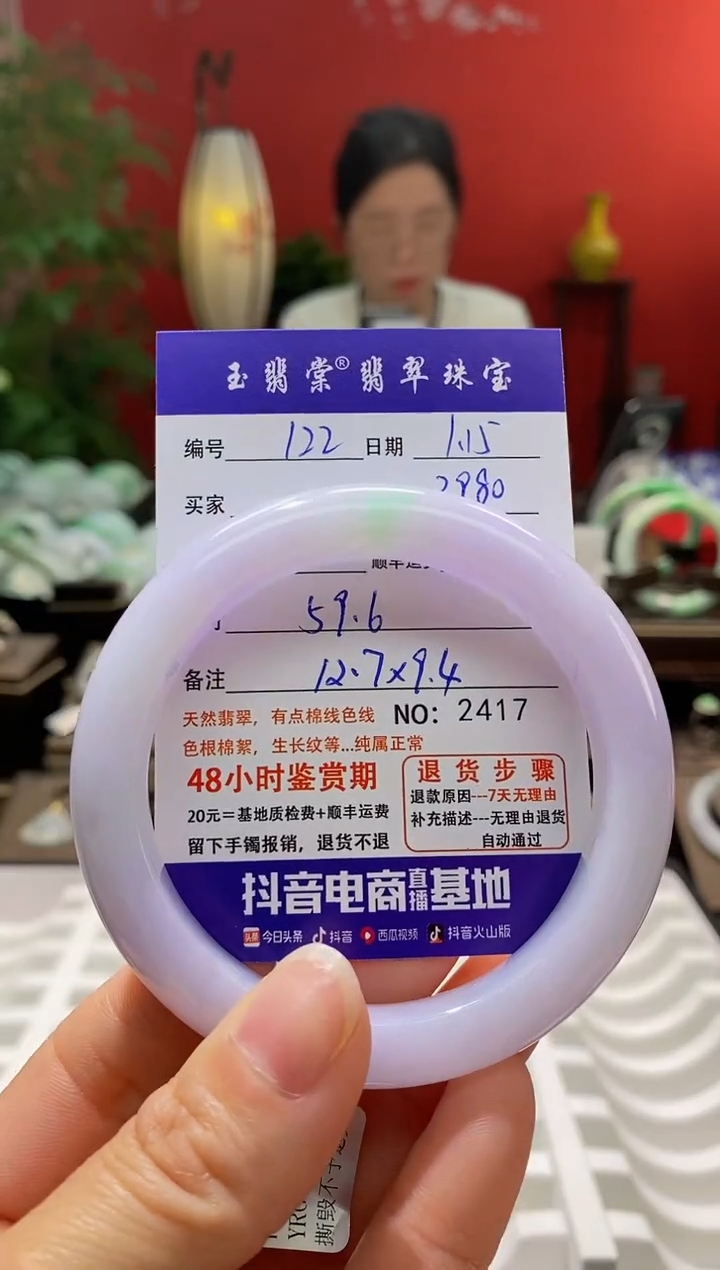 玉翡棠®翡翠珠宝
编号 122 日期 1.15
买家 2980
顺丰运
59.6
备注 12.7×9.4
天然翡翠，有点棉线色线 NO: 2417
色根棉絮，生长纹等...纯属正常
48小时鉴赏期
20元=基地质检费+顺丰运费
留下手镯报销，退货不退
退货步骤
退款原因---7天无理由
补充描述---无理由退货
自动通过
抖音电商直播基地
头条 今日头条 抖音 西瓜视频 抖音火山版
YRG
撕毁不予